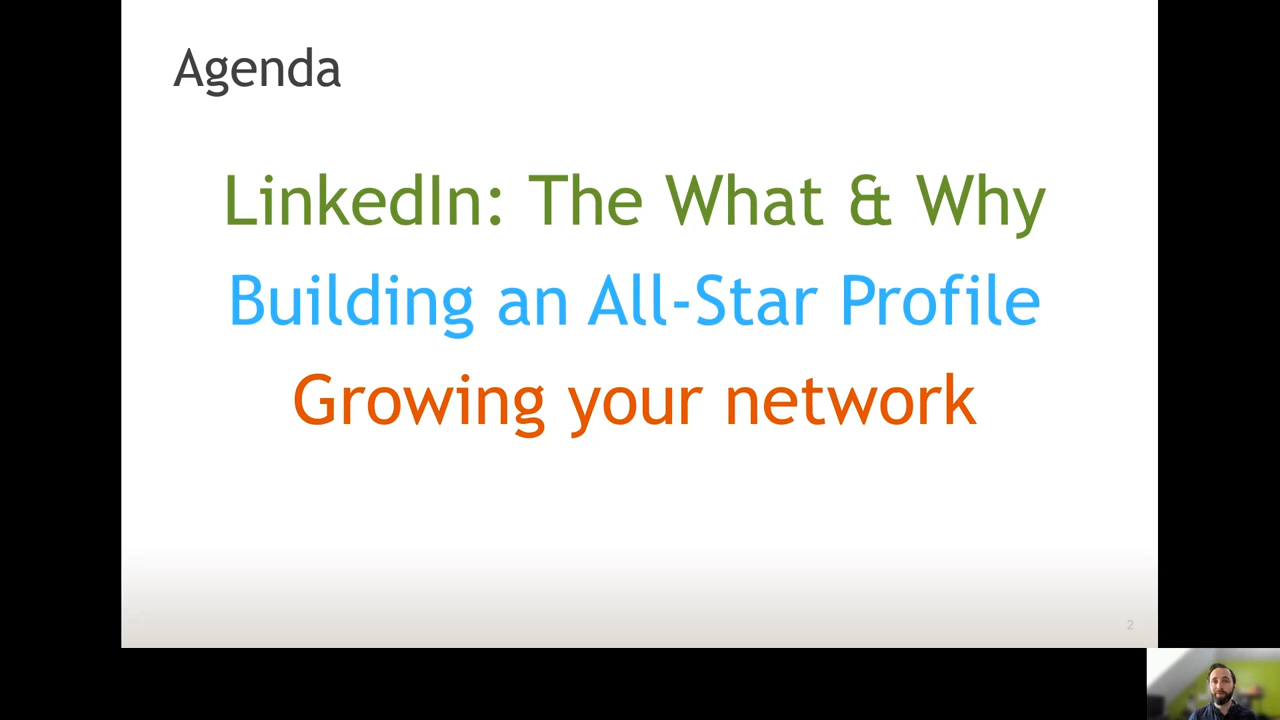 Agenda
LinkedIn: The What & Why
Building an All-Star Profile
Growing your network
2